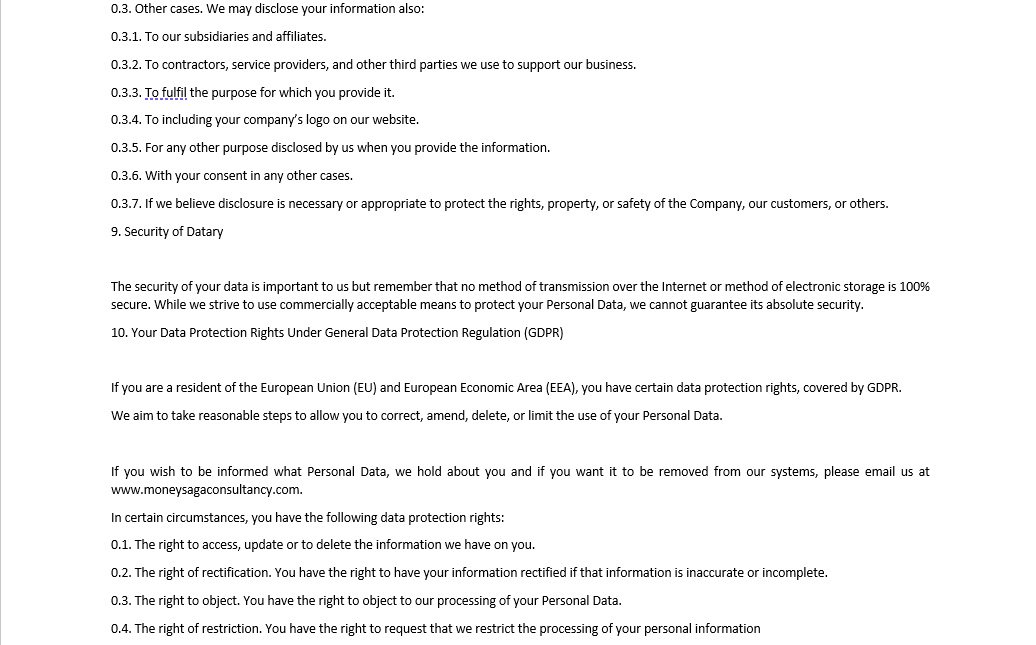 0.3. Other cases. We may disclose your information also:
0.3.1. To our subsidiaries and affiliates.
0.3.2. To contractors, service providers, and other third parties we use to support our business.
0.3.3. To fulfil the purpose for which you provide it.
0.3.4. To including your company’s logo on our website.
0.3.5. For any other purpose disclosed by us when you provide the information.
0.3.6. With your consent in any other cases.
0.3.7. If we believe disclosure is necessary or appropriate to protect the rights, property, or safety of the Company, our customers, or others.
9. Security of Datary
The security of your data is important to us but remember that no method of transmission over the Internet or method of electronic storage is 100%
secure. While we strive to use commercially acceptable means to protect your Personal Data, we cannot guarantee its absolute security.
10. Your Data Protection Rights Under General Data Protection Regulation (GDPR)
If you are a resident of the European Union (EU) and European Economic Area (EEA), you have certain data protection rights, covered by GDPR.
We aim to take reasonable steps to allow you to correct, amend, delete, or limit the use of your Personal Data.
If you wish to be informed what Personal Data, we hold about you and if you want it to be removed from our systems, please email us at
www.moneysagaconsultancy.com.
In certain circumstances, you have the following data protection rights:
0.1. The right to access, update or to delete the information we have on you.
0.2. The right of rectification. You have the right to have your information rectified if that information is inaccurate or incomplete.
0.3. The right to object. You have the right to object to our processing of your Personal Data.
0.4. The right of restriction. You have the right to request that we restrict the processing of your personal information